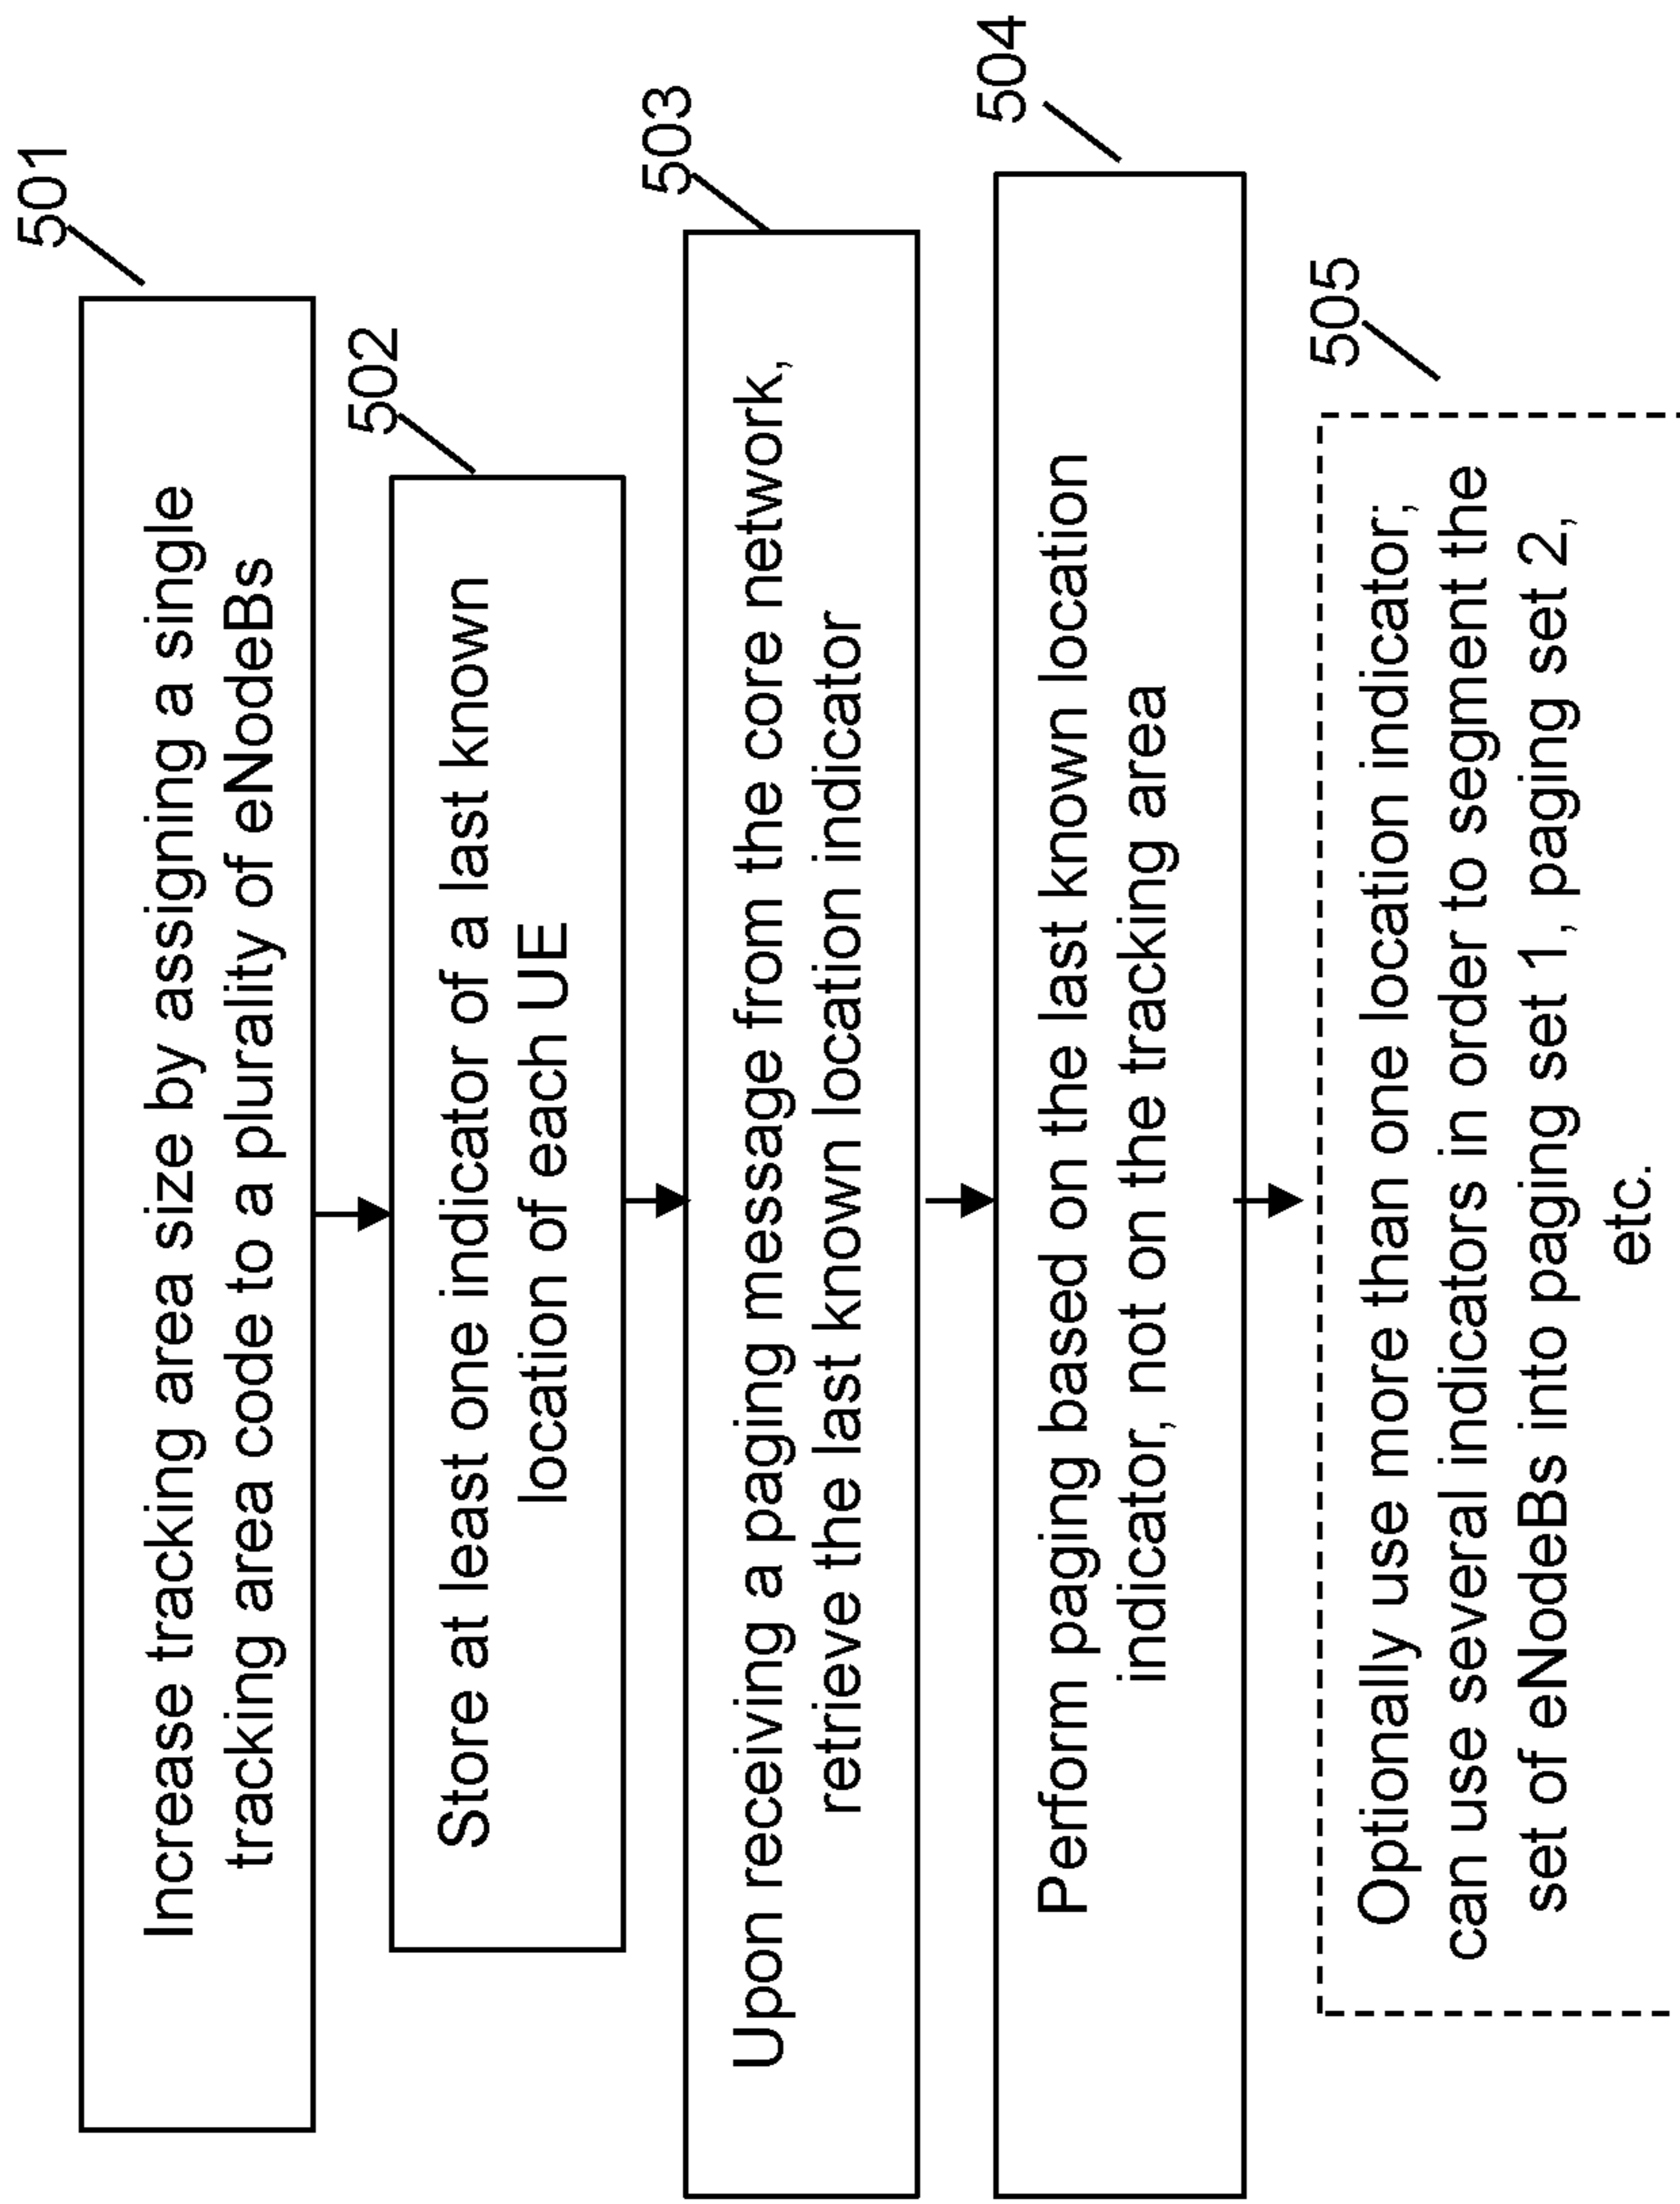 501
Increase tracking area size by assigning a single
tracking area code to a plurality of eNodeBs
502
Store at least one indicator of a last known
location of each UE
503
Upon receiving a paging message from the core network,
retrieve the last known location indicator
504
Perform paging based on the last known location
indicator, not on the tracking area
505
Optionally use more than one location indicator;
can use several indicators in order to segment the
set of eNodeBs into paging set 1, paging set 2,
etc.